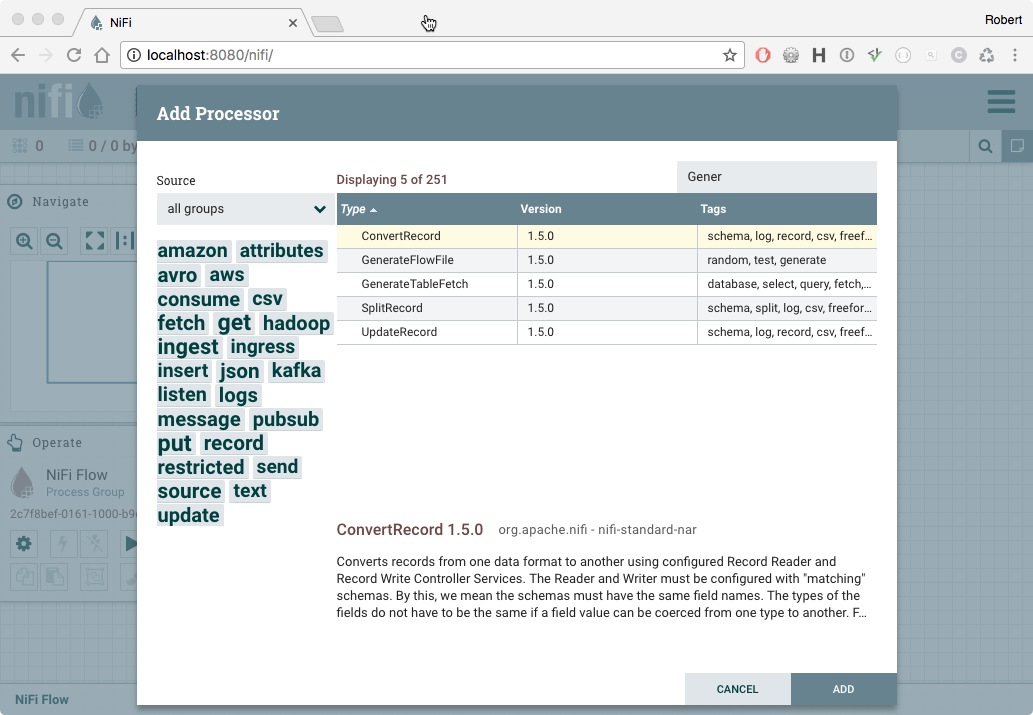 NiFi
Robert
localhost:8080/nifi/
nifi
Add Processor
0
0 / 0 by
Source
Displaying 5 of 251
Gener
all groups
Type Version Tags
ConvertRecord 1.5.0 schema, log, record, csv, freef...
GenerateFlowFile 1.5.0 random, test, generate
GenerateTableFetch 1.5.0 database, select, query, fetch,...
SplitRecord 1.5.0 schema, split, log, csv, freefor...
UpdateRecord 1.5.0 schema, log, record, csv, freef...
amazon attributes
avro aws
consume csv
fetch get hadoop
ingest ingress
insert json kafka
listen logs
message pubsub
put record
restricted send
source text
update
Navigate
Operate
NiFi Flow
Process Group
2c7f8bef-0161-1000-b9
ConvertRecord 1.5.0 org.apache.nifi - nifi-standard-nar
Converts records from one data format to another using configured Record Reader and
Record Write Controller Services. The Reader and Writer must be configured with "matching"
schemas. By this, we mean the schemas must have the same field names. The types of the
fields do not have to be the same if a field value can be coerced from one type to another. F...
CANCEL ADD
NiFi Flow